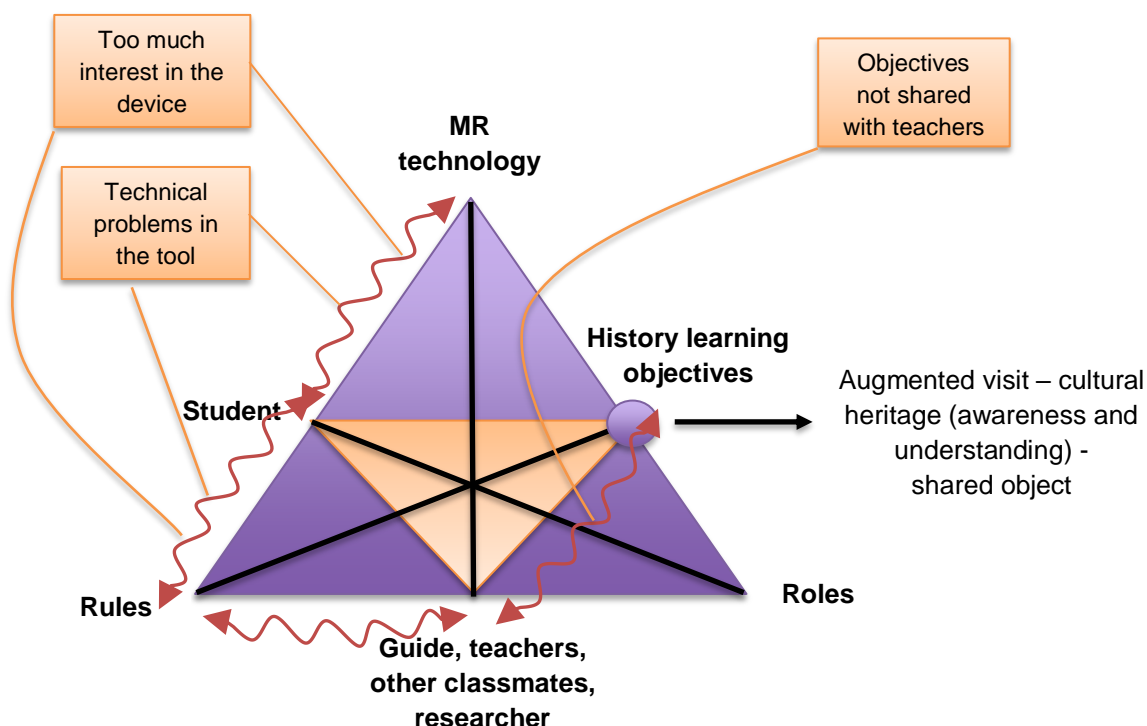 Too much
interest in the
device
Objectives
not shared
with teachers
MR
technology
Technical
problems in
the tool
History learning
objectives
Student
Augmented visit – cultural
heritage (awareness and
understanding) -
shared object
Rules
Roles
Guide, teachers,
other classmates,
researcher